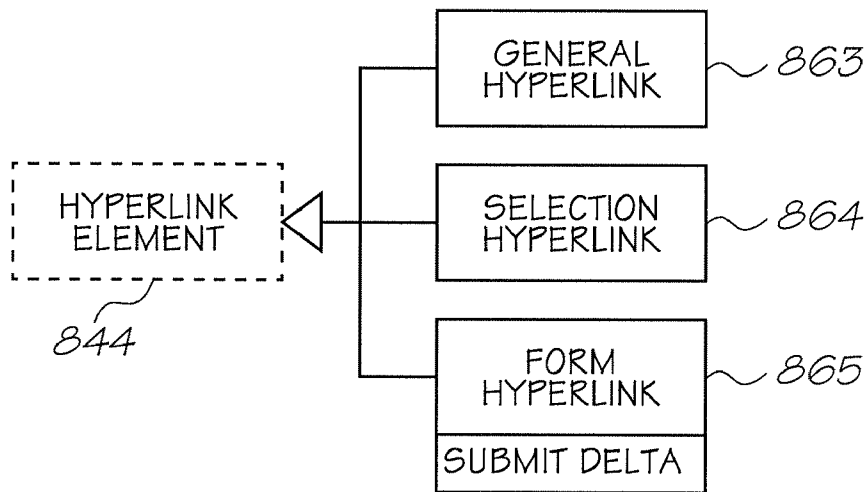 GENERAL
HYPERLINK
863
HYPERLINK
ELEMENT
844
SELECTION
HYPERLINK
864
FORM
HYPERLINK
865
SUBMIT DELTA